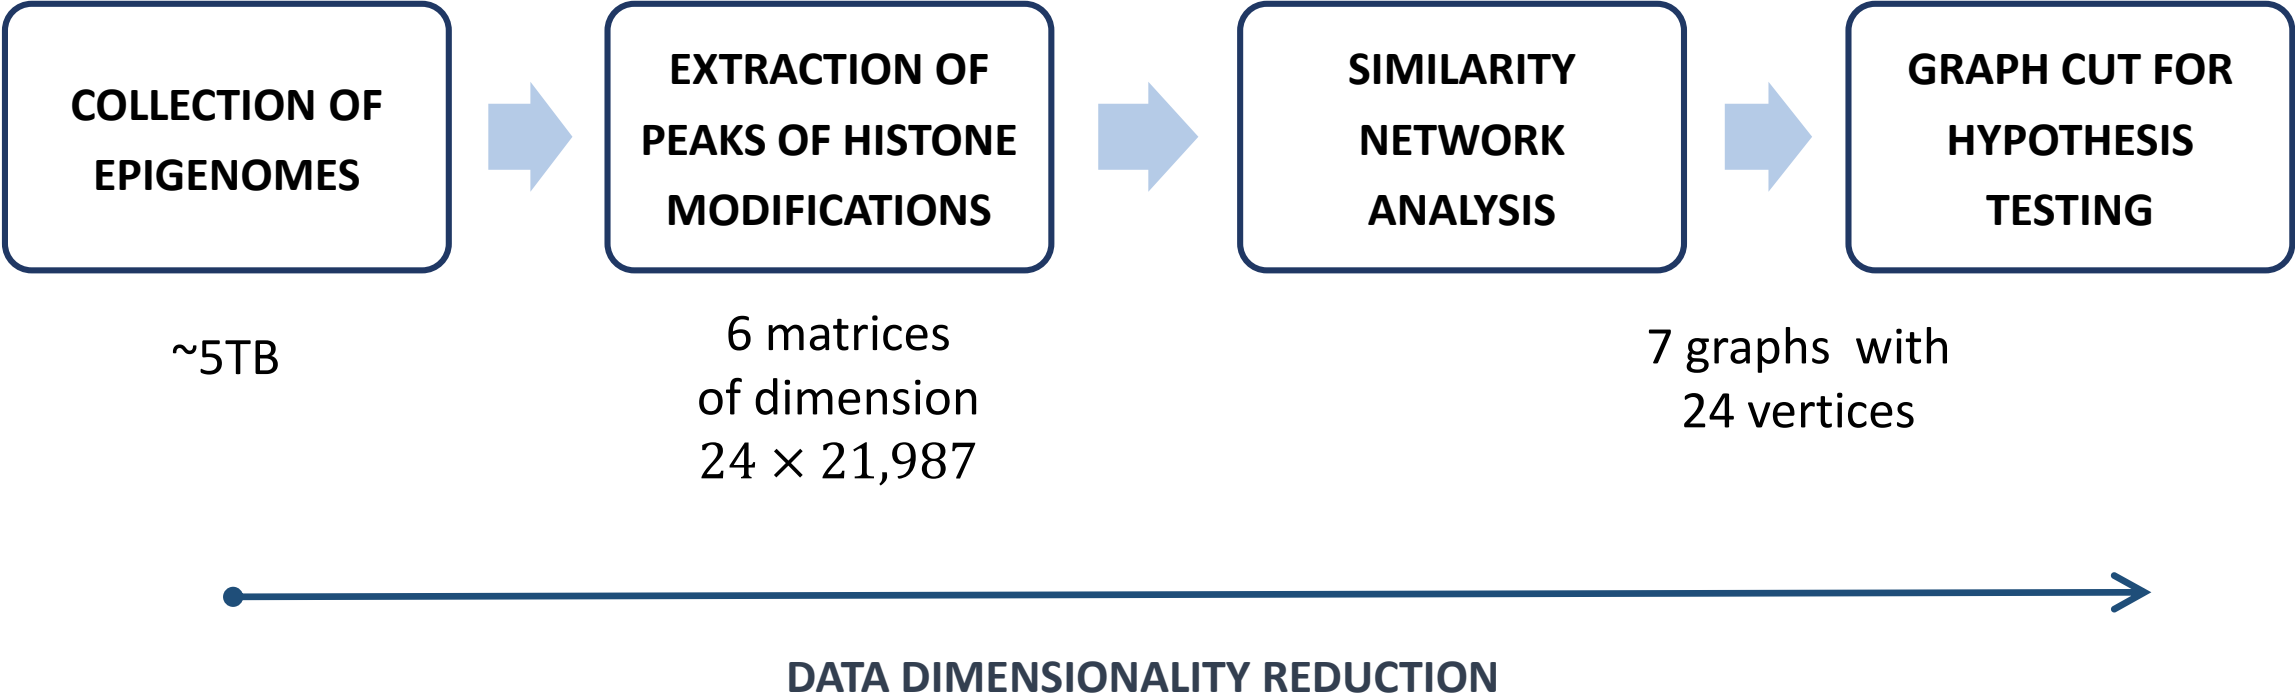 COLLECTION OF
EPIGENOMES
EXTRACTION OF
PEAKS OF HISTONE
MODIFICATIONS
SIMILARITY
NETWORK
ANALYSIS
GRAPH CUT FOR
HYPOTHESIS
TESTING
~5TB
6 matrices
of dimension
24 × 21,987
7 graphs with
24 vertices
DATA DIMENSIONALITY REDUCTION